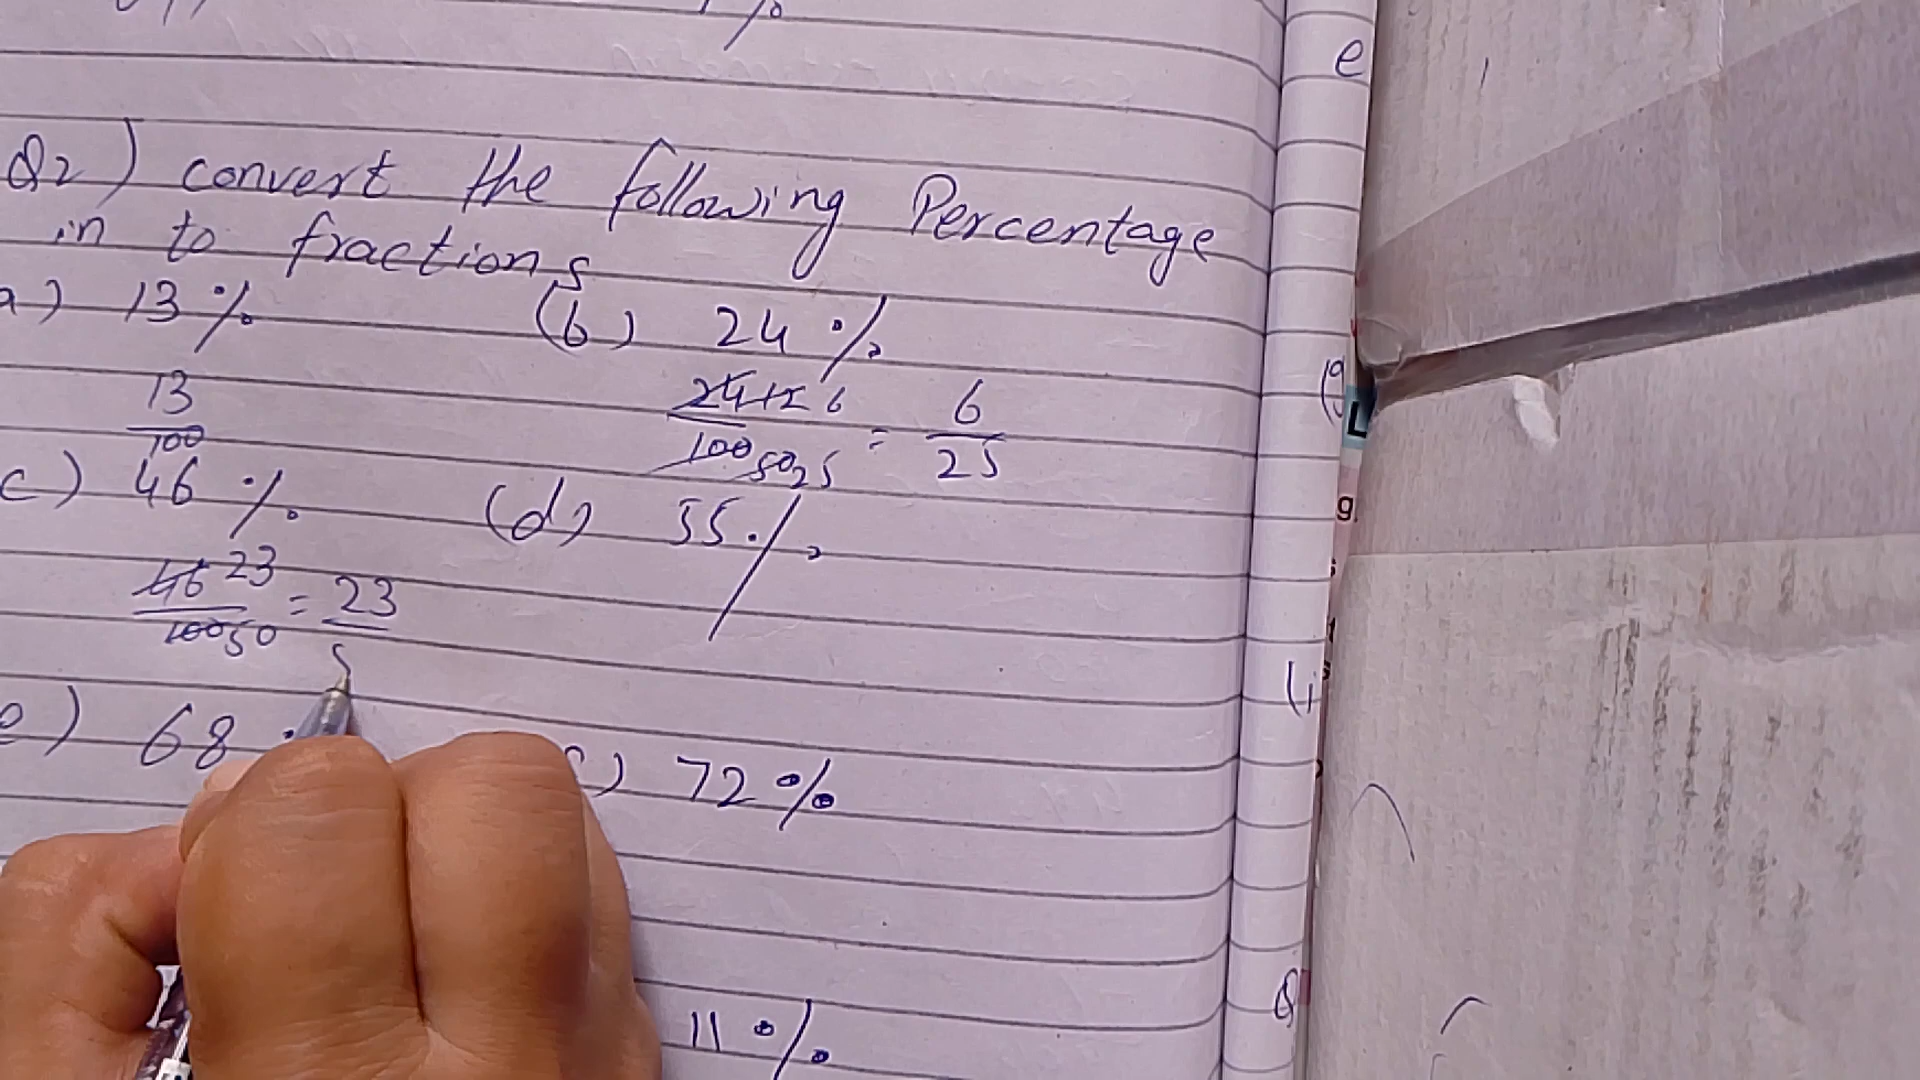 Q2) convert the following Percentage
in to fractions
a) 13% (b) 24%
13/100 24 12 6/100 50 25 = 6/25
c) 46% (d) 55%
46 23/100 50 = 23/5
e) 68 ) 72%
11%